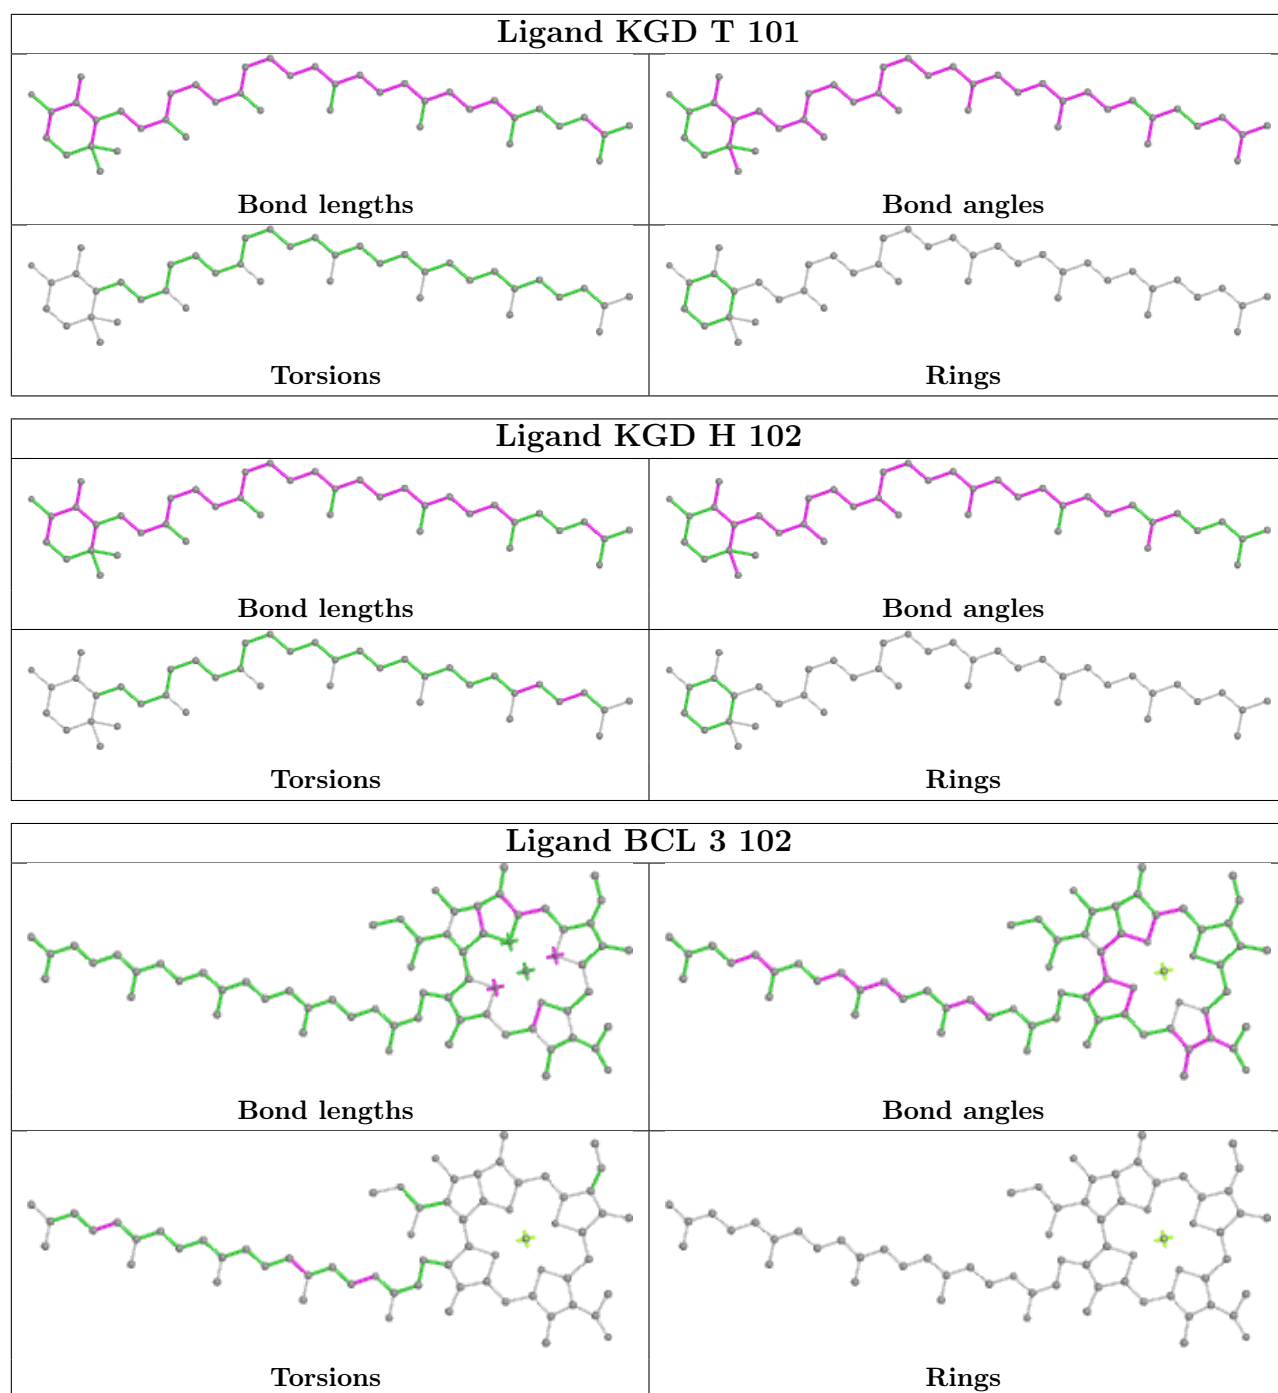 Ligand KGD T 101
Bond lengths
Bond angles
Torsions
Rings
Ligand KGD H 102
Bond lengths
Bond angles
Torsions
Rings
Ligand BCL 3 102
Bond lengths
Bond angles
Torsions
Rings